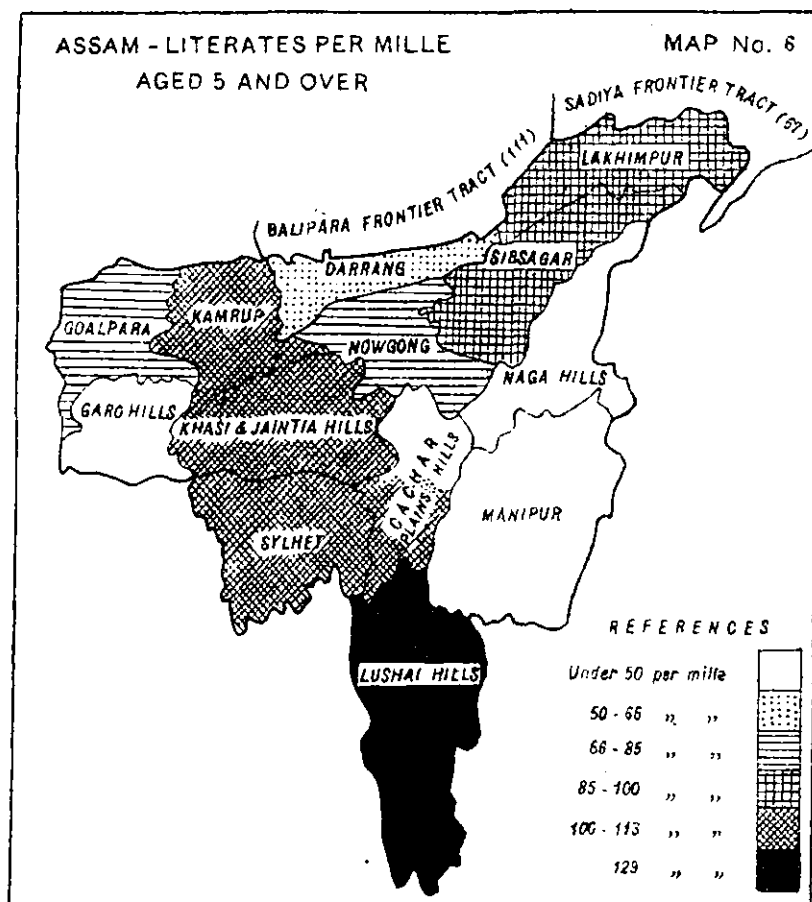 ASSAM - LITERATES PER MILLE
AGED 5 AND OVER
MAP No. 6
SADIYA FRONTIER TRACT (67)
LAKHIMPUR
BALIPARA FRONTIER TRACT (111)
DARRANG
SIBSAGAR
GOALPARA
KAMRUP
NOWGONG
NAGA HILLS
GARO HILLS
KHASI & JAINTIA HILLS
CACHAR
PLAINS HILLS
MANIPUR
SYLHET
LUSHAI HILLS
REFERENCES
Under 50 per mille
50 - 66 „ „
66 - 85 „ „
85 - 100 „ „
100 - 113 „ „
129 „ „